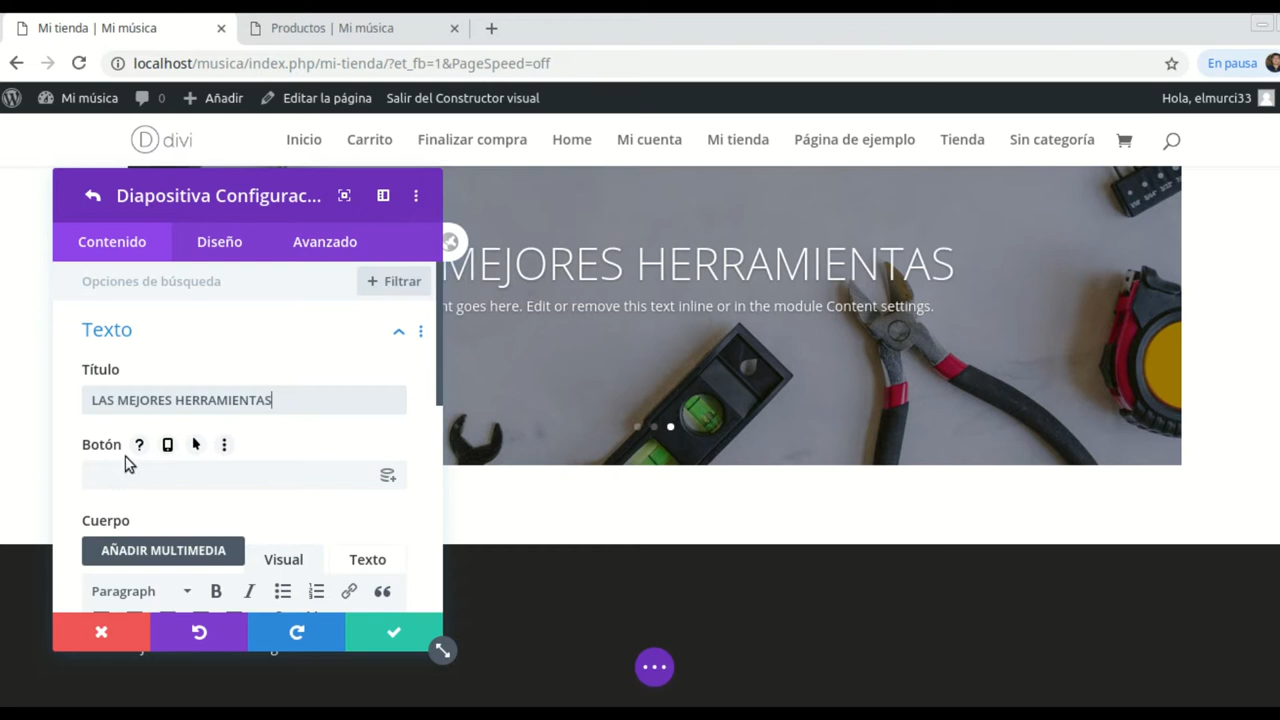 Mi tienda | Mi música
Productos | Mi música
localhost/musica/index.php/mi-tienda/?et_fb=1&PageSpeed=off
En pausa
Mi música
0
Añadir
Editar la página
Salir del Constructor visual
Hola, elmurci33
D divi
Inicio
Carrito
Finalizar compra
Home
Mi cuenta
Mi tienda
Página de ejemplo
Tienda
Sin categoría
Diapositiva Configurac...
Contenido
Diseño
Avanzado
Opciones de búsqueda
+ Filtrar
MEJORES HERRAMIENTAS
nt goes here. Edit or remove this text inline or in the module Content settings.
Texto
Título
LAS MEJORES HERRAMIENTAS
Botón
Cuerpo
AÑADIR MULTIMEDIA
Visual
Texto
Paragraph
B
I